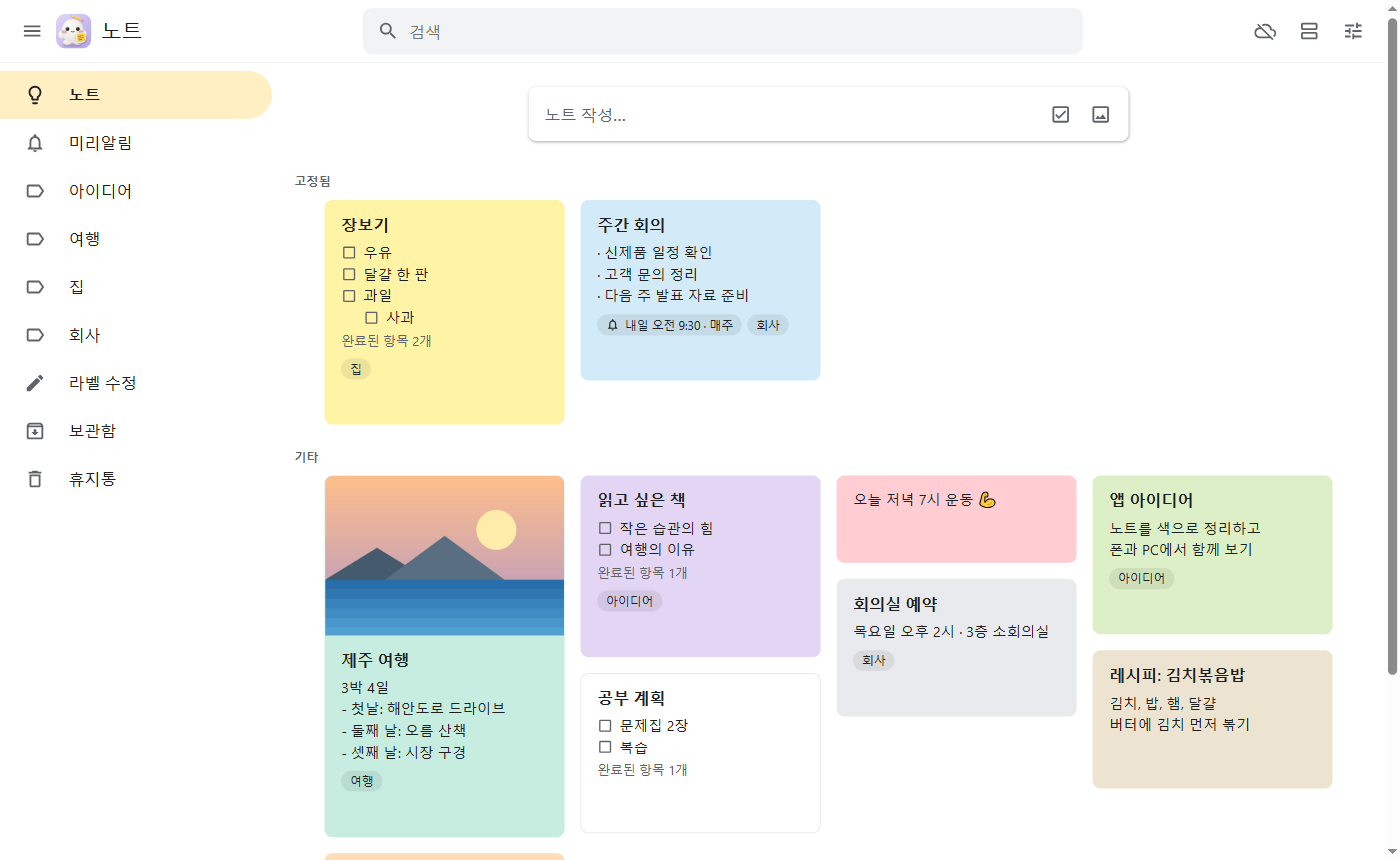 노트
검색
노트
미리알림
아이디어
여행
집
회사
라벨 수정
보관함
휴지통
노트 작성...
고정됨
장보기
우유
달걀 한 판
과일
사과
완료된 항목 2개
집
주간 회의
· 신제품 일정 확인
· 고객 문의 정리
· 다음 주 발표 자료 준비
내일 오전 9:30 · 매주
회사
기타
제주 여행
3박 4일
- 첫날: 해안도로 드라이브
- 둘째 날: 오름 산책
- 셋째 날: 시장 구경
여행
읽고 싶은 책
작은 습관의 힘
여행의 이유
완료된 항목 1개
아이디어
공부 계획
문제집 2장
복습
완료된 항목 1개
오늘 저녁 7시 운동 💪
회의실 예약
목요일 오후 2시 · 3층 소회의실
회사
앱 아이디어
노트를 색으로 정리하고
폰과 PC에서 함께 보기
아이디어
레시피: 김치볶음밥
김치, 밥, 햄, 달걀
버터에 김치 먼저 볶기